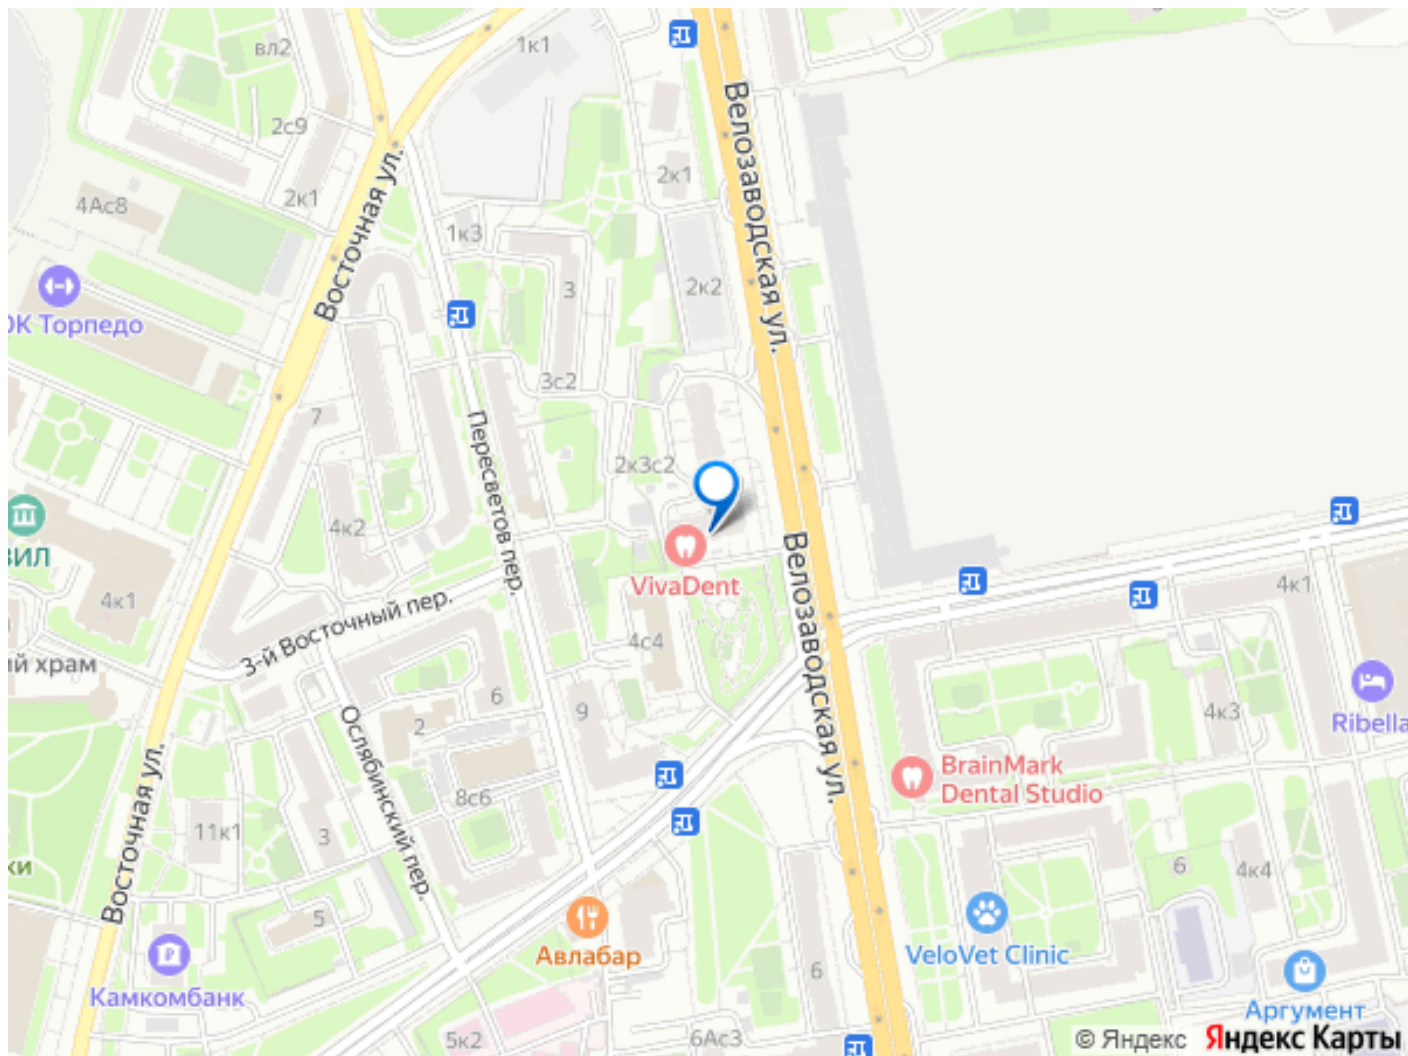 вл2
1к1
2с9
2к1
4Ас8
Восточная ул.
1к3
2к1
Велозаводская ул.
3
2к2
ОК Торпедо
3с2
7
Пересветов пер.
2к3с2
4к2
ЗИЛ
4к1
VivaDent
Велозаводская ул.
4к1
3-й Восточный пер.
4с4
ий храм
6
9
2
Ослябинский пер.
4к3
Ribella
BrainMark
Dental Studio
8с6
Восточная ул.
11к1
3
ки
5
6
4к4
Авлабар
VeloVet Clinic
Камкомбанк
6
Аргумент
5к2
6Ас3
© Яндекс Яндекс Карты